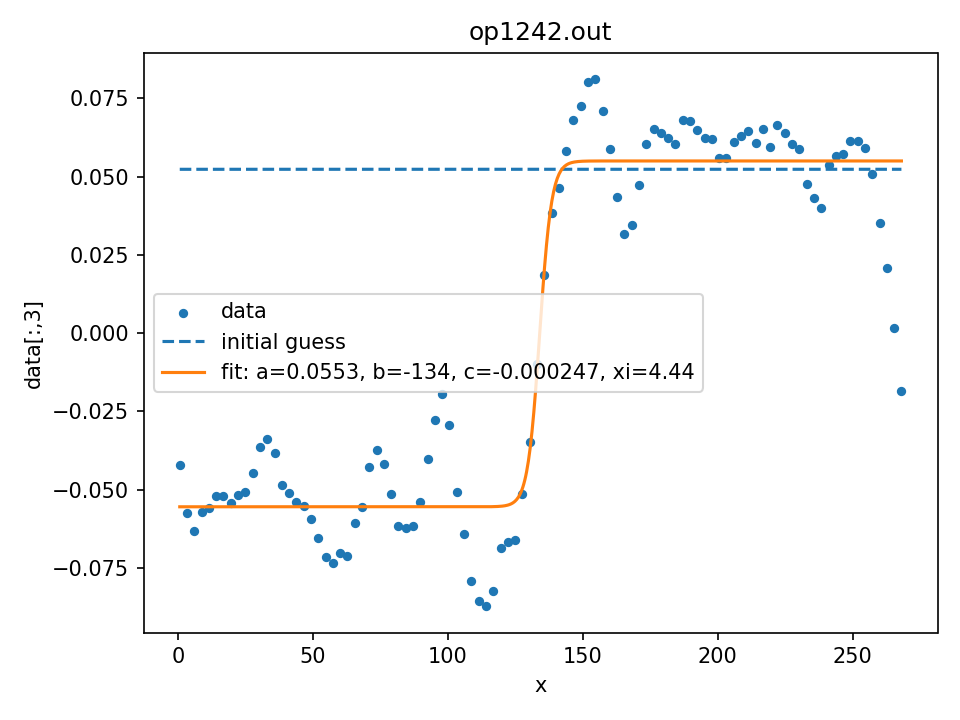 op1242.out
0.075
0.050
0.025
0.000
−0.025
−0.050
−0.075
data[:,3]
data
initial guess
fit: a=0.0553, b=-134, c=-0.000247, xi=4.44
0 50 100 150 200 250
x